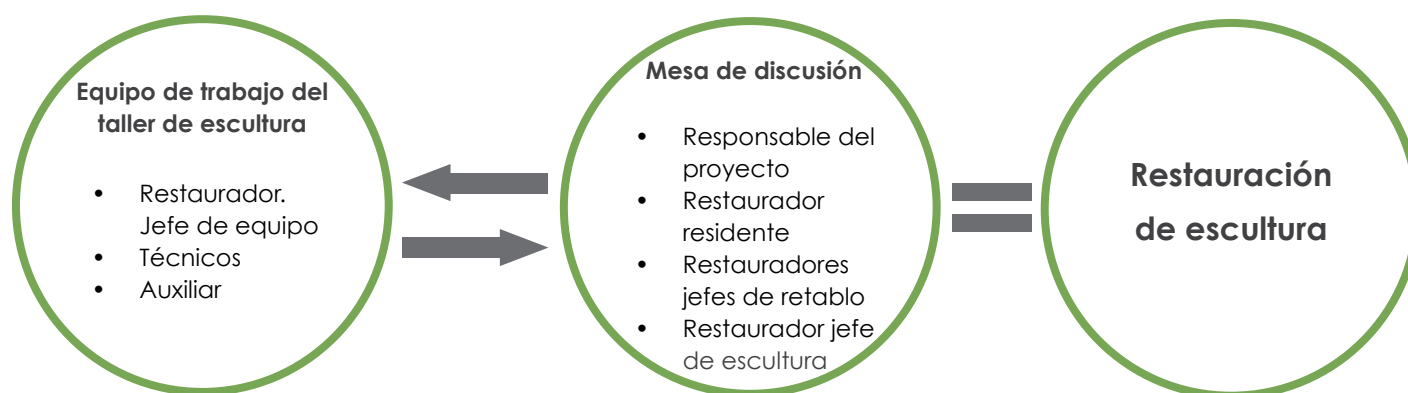 Equipo de trabajo del
taller de escultura
• Restaurador.
Jefe de equipo
• Técnicos
• Auxiliar
Mesa de discusión
• Responsable del
proyecto
• Restaurador
residente
• Restauradores
jefes de retablo
• Restaurador jefe
de escultura
Restauración
de escultura